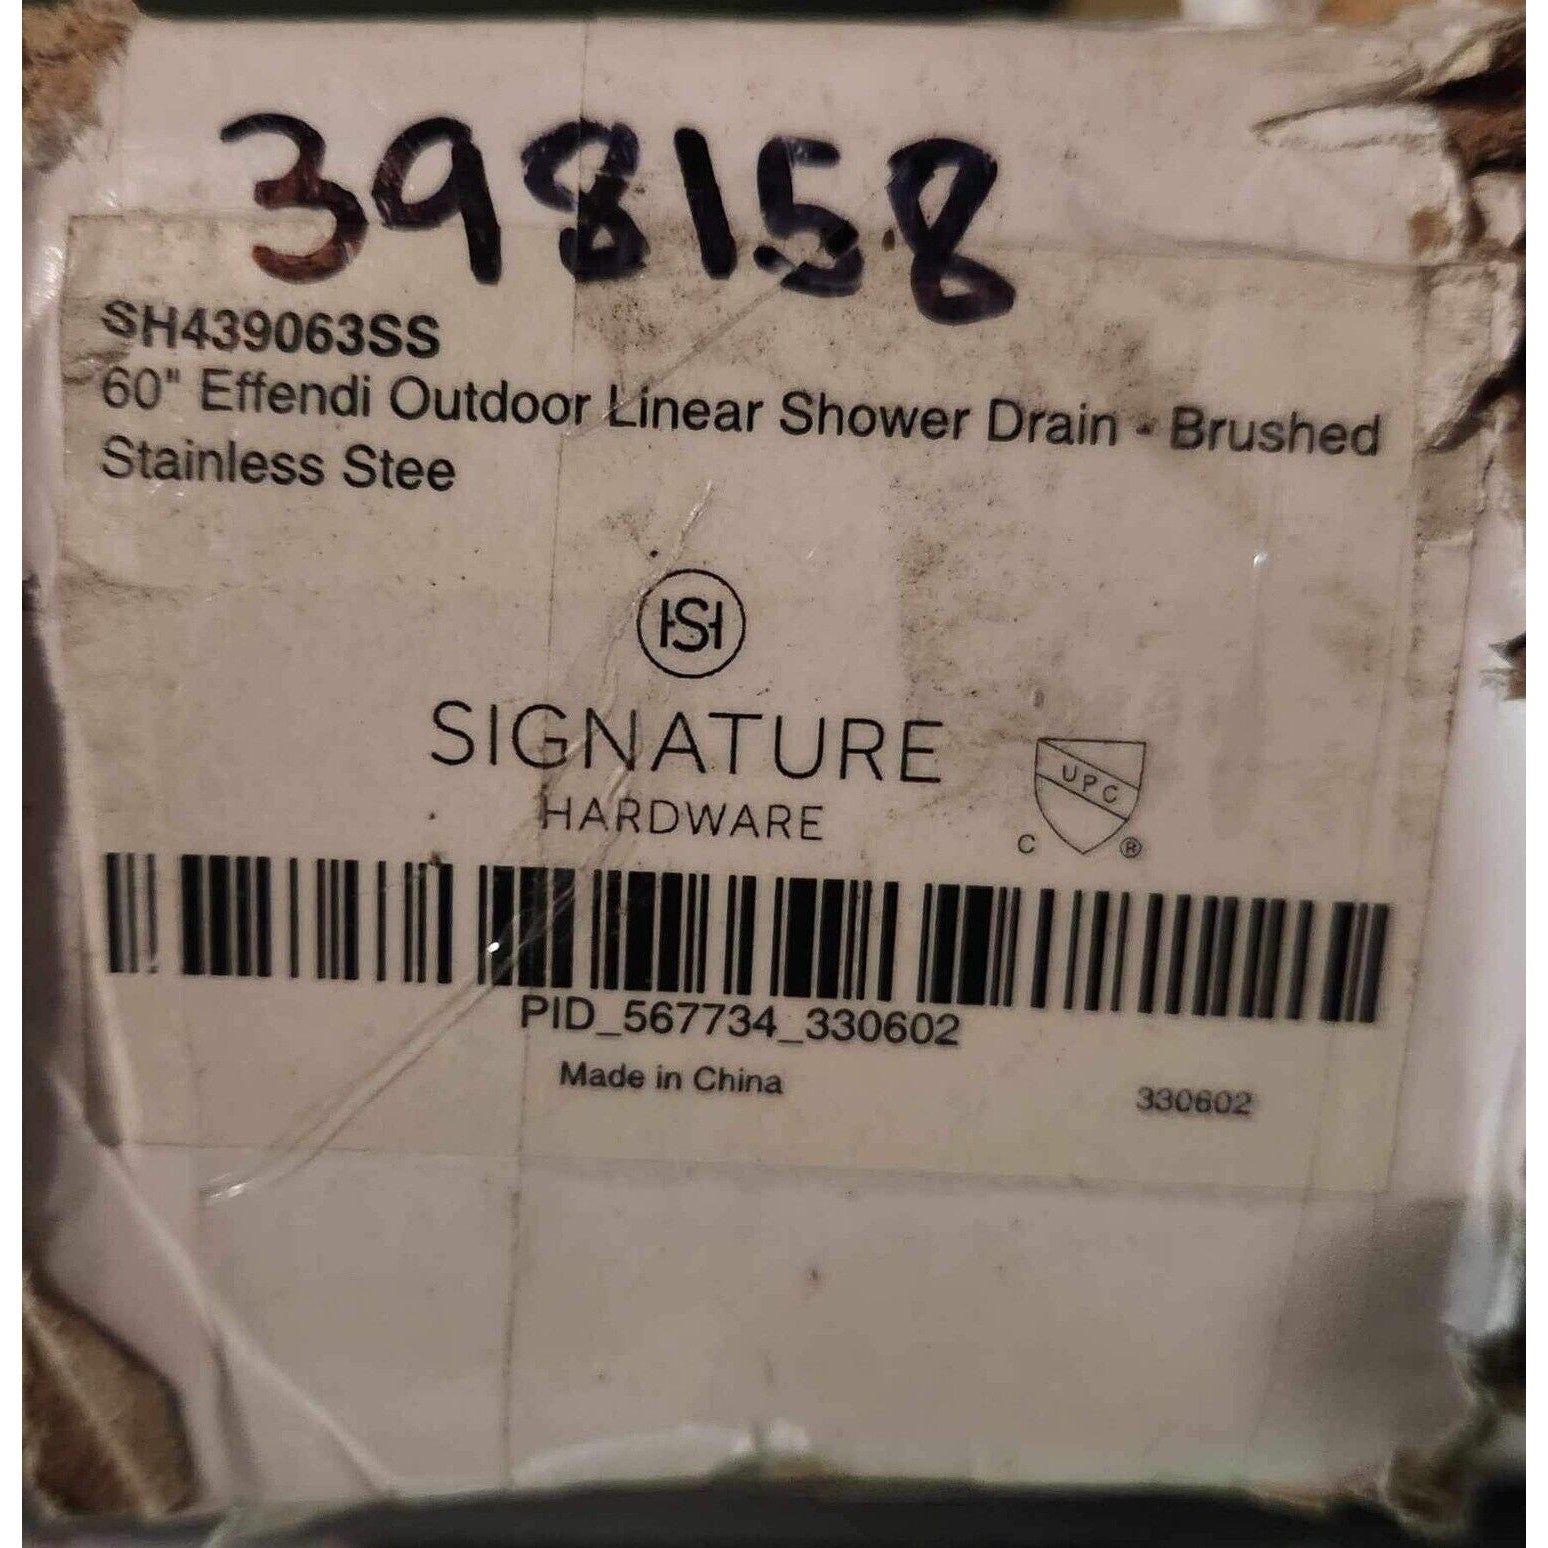 398158
SH439063SS
60" Effendi Outdoor Linear Shower Drain - Brushed
Stainless Stee
SH
SIGNATURE
HARDWARE
UPC
C ®
PID_567734_330602
Made in China
330602